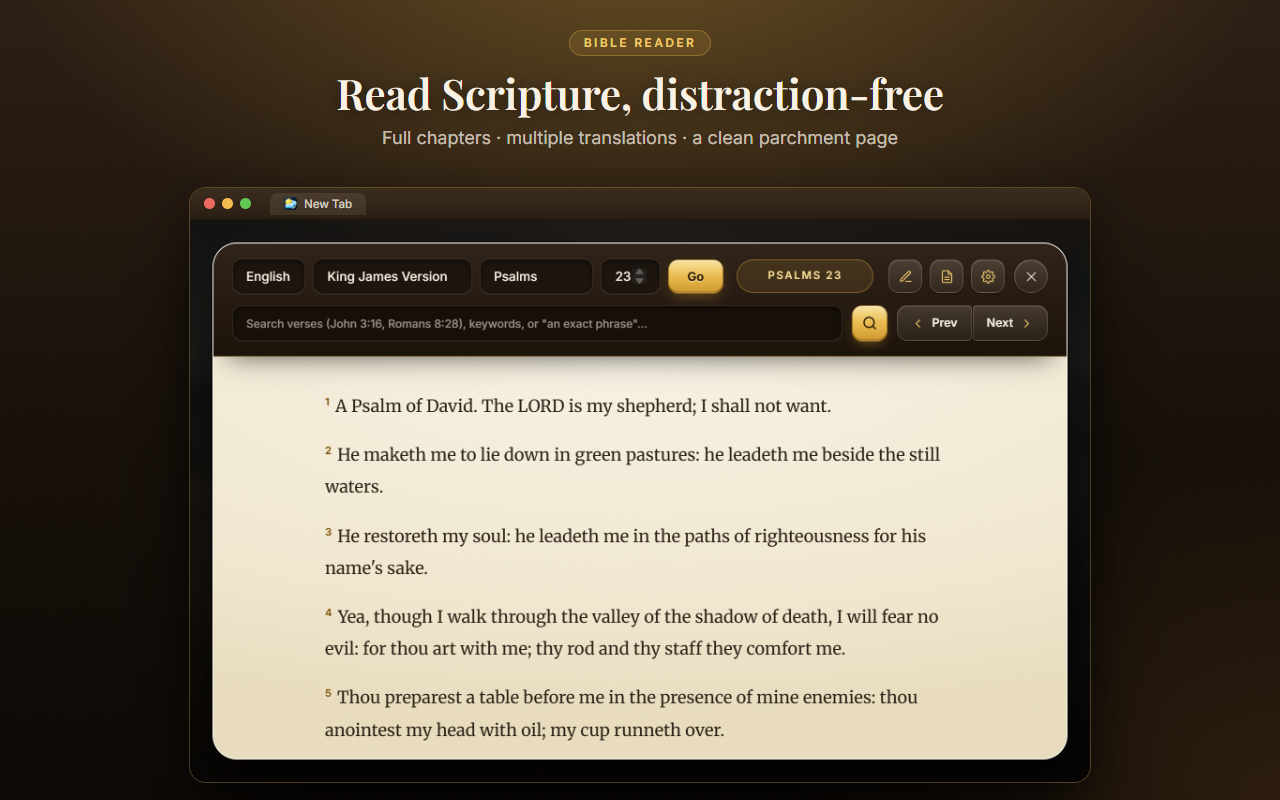 BIBLE READER
Read Scripture, distraction-free
Full chapters · multiple translations · a clean parchment page
New Tab
English King James Version Psalms 23 Go PSALMS 23
Search verses (John 3:16, Romans 8:28), keywords, or "an exact phrase"... Prev Next
1 A Psalm of David. The LORD is my shepherd; I shall not want.
2 He maketh me to lie down in green pastures: he leadeth me beside the still
waters.
3 He restoreth my soul: he leadeth me in the paths of righteousness for his
name's sake.
4 Yea, though I walk through the valley of the shadow of death, I will fear no
evil: for thou art with me; thy rod and thy staff they comfort me.
5 Thou preparest a table before me in the presence of mine enemies: thou
anointest my head with oil; my cup runneth over.